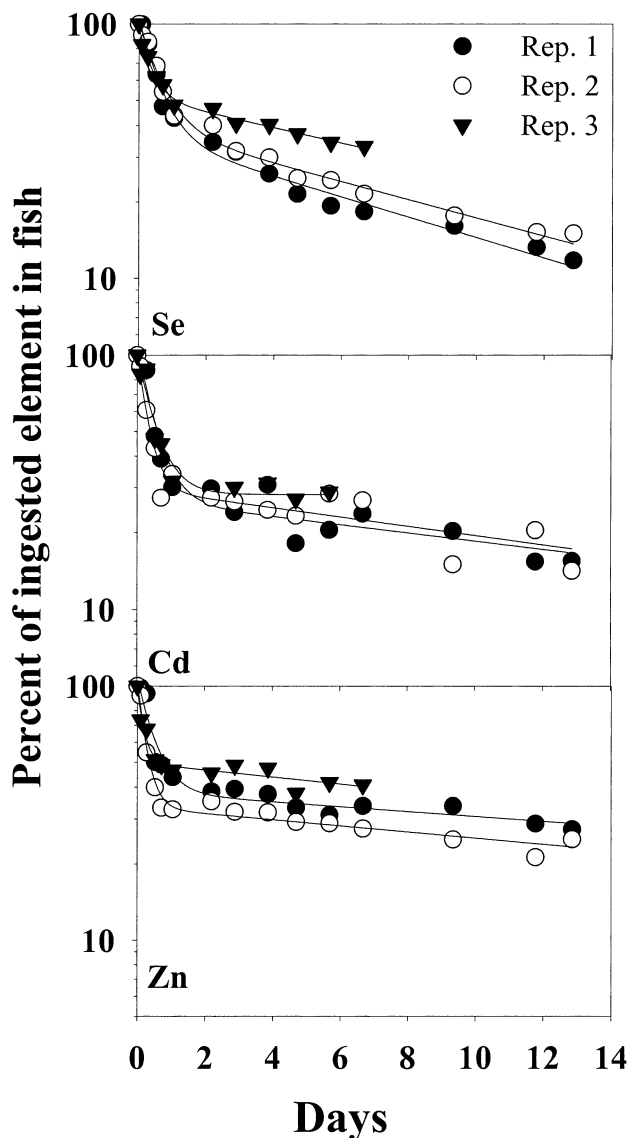 Percent of ingested element in fish
100
Rep. 1
Rep. 2
Rep. 3
10
Se
100
10
Cd
100
10
Zn
0 2 4 6 8 10 12 14
Days